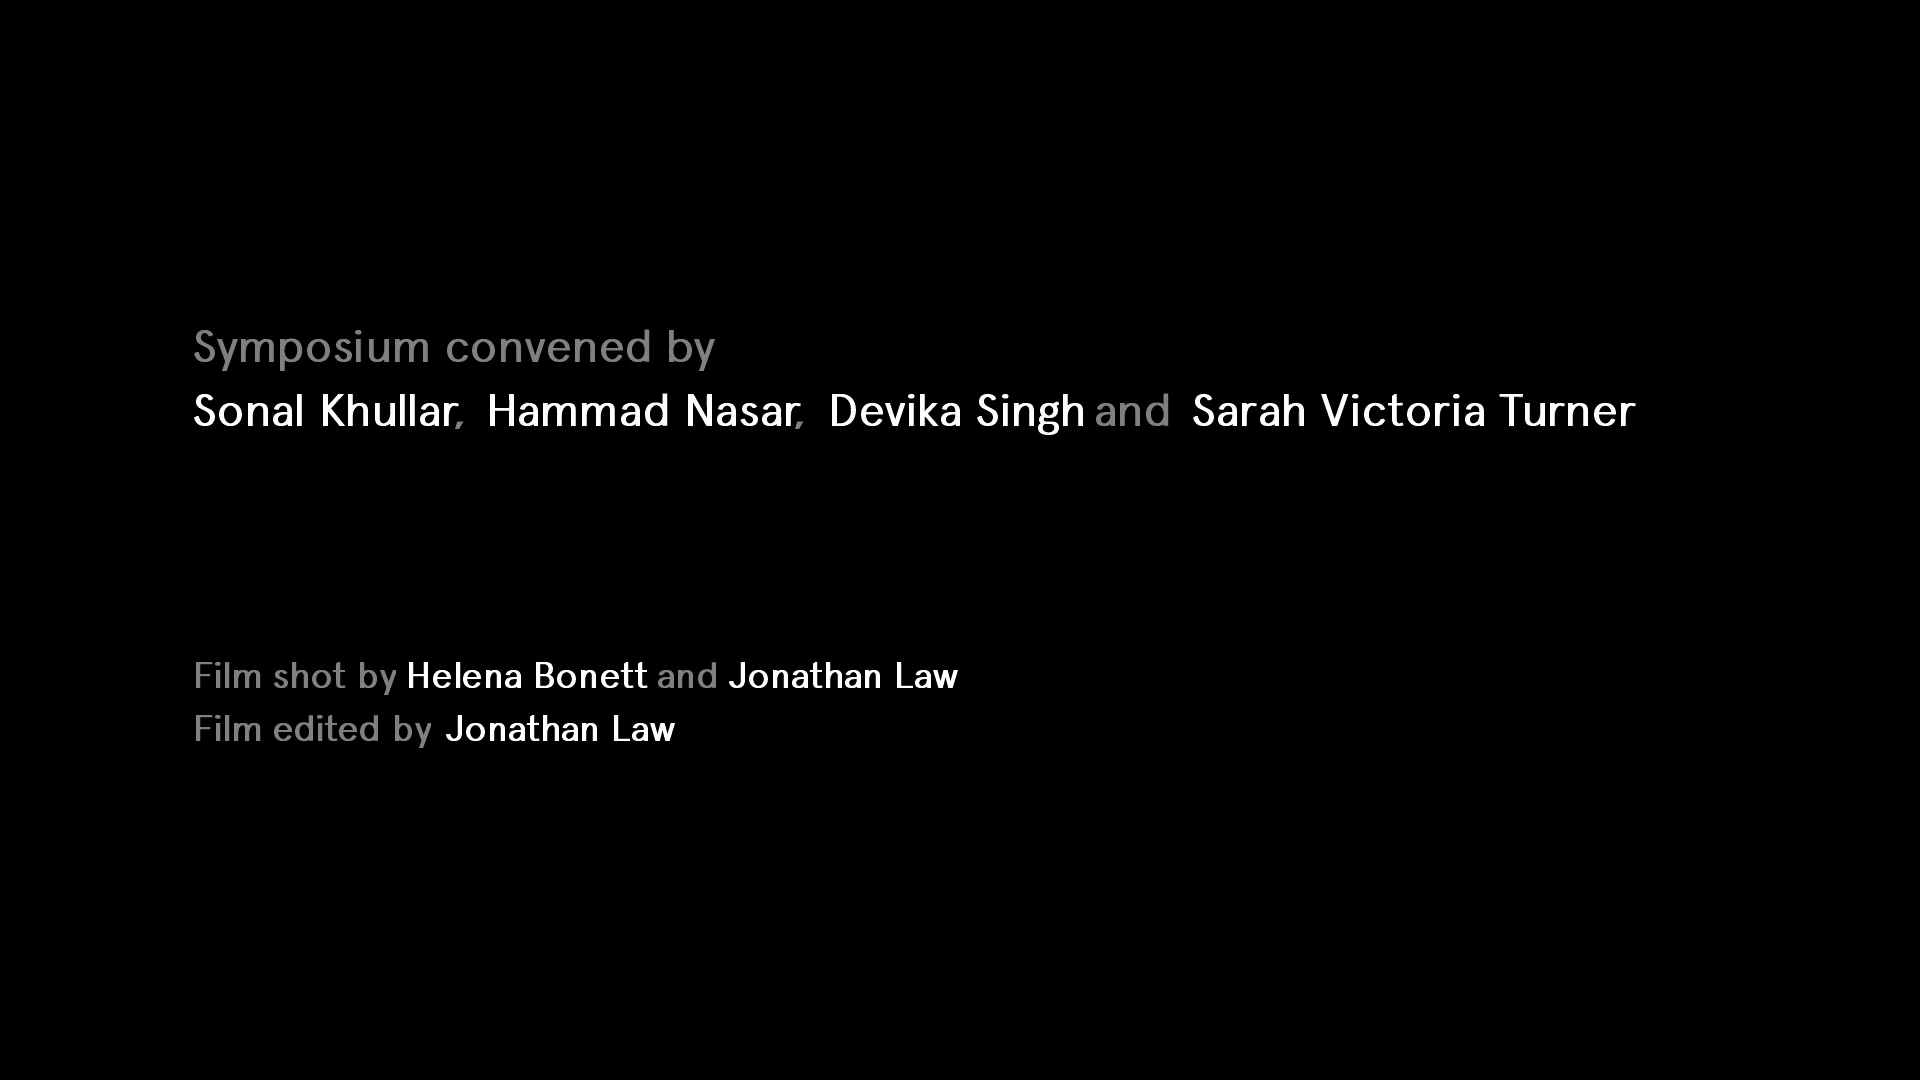 Symposium convened by
Sonal Khullar, Hammad Nasar, Devika Singh and Sarah Victoria Turner
Film shot by Helena Bonett and Jonathan Law
Film edited by Jonathan Law